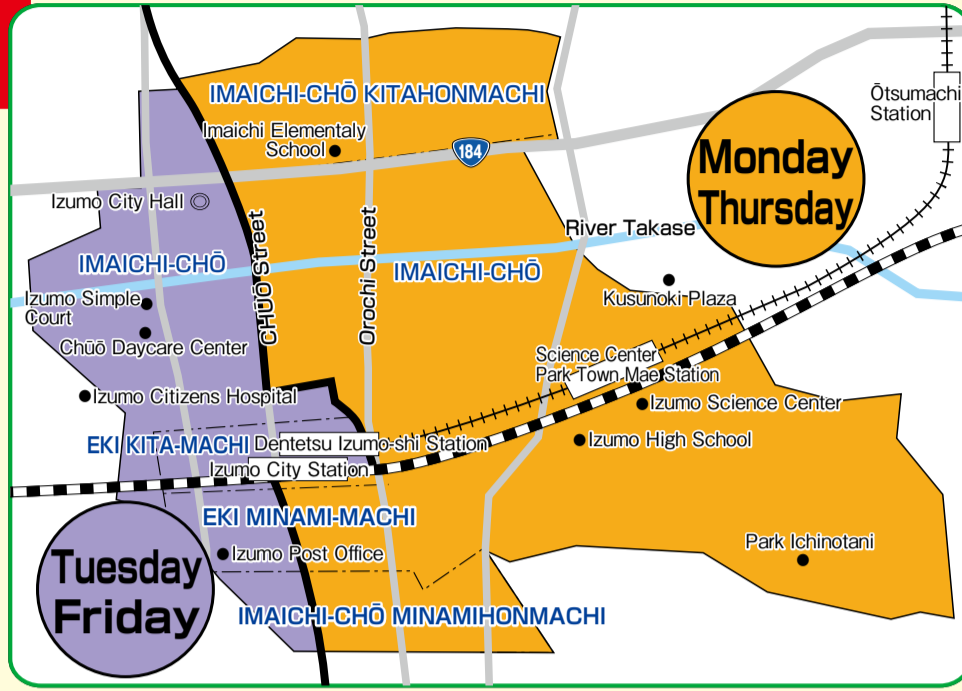 IMAICHI-CHŌ KITAHONMACHI
Ōtsumachi
Station
Imaichi Elementaly
School
184
Monday
Thursday
Izumo City Hall
CHŪO Street
Orochi Street
River Takase
IMAICHI-CHŌ
IMAICHI-CHŌ
Kusunoki Plaza
Izumo Simple
Court
Chūō Daycare Center
Science Center
Park Town Mae Station
Izumo Citizens Hospital
Izumo Science Center
EKI KITA-MACHI
Dentetsu Izumo-shi Station
Izumo High School
Izumo City Station
EKI MINAMI-MACHI
Izumo Post Office
Park Ichinotani
Tuesday
Friday
IMAICHI-CHŌ MINAMIHONMACHI